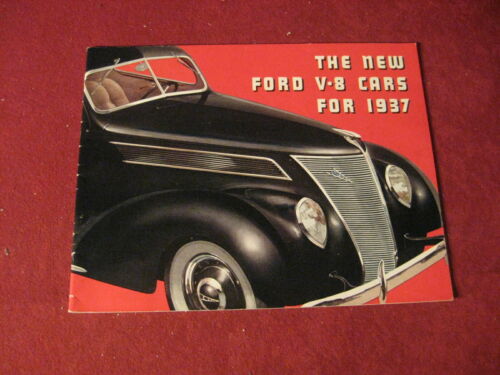 THE NEW
FORD V·8 CARS
FOR 1937